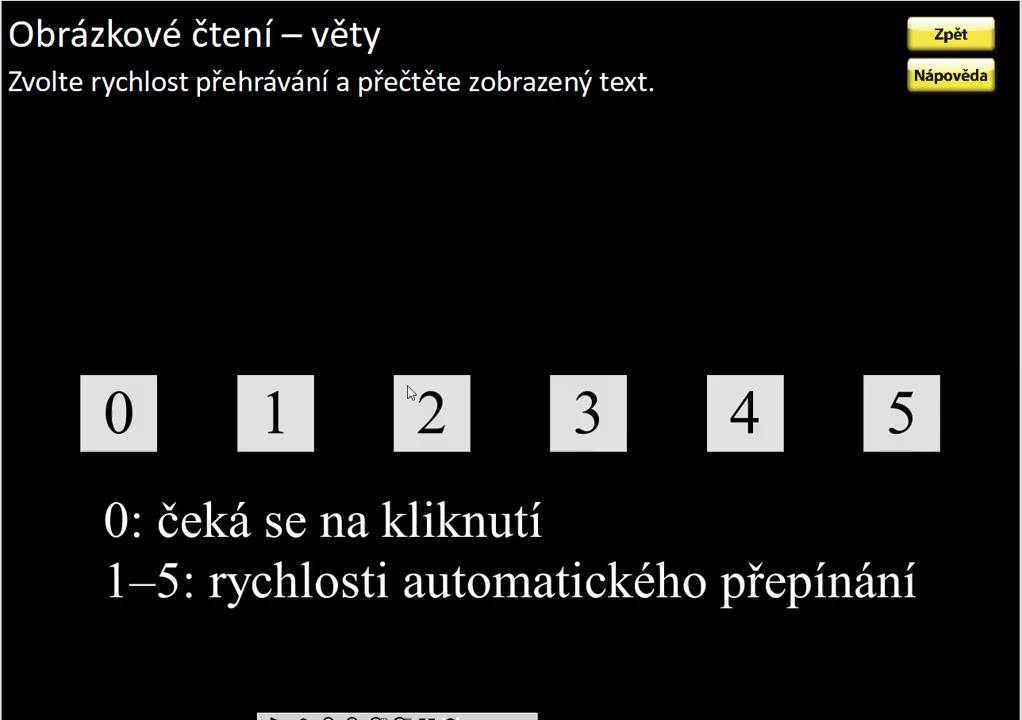 Obrázkové čtení – věty
Zpět
Zvolte rychlost přehrávání a přečtěte zobrazený text.
Nápověda
0 1 2 3 4 5
0: čeká se na kliknutí
1–5: rychlosti automatického přepínání